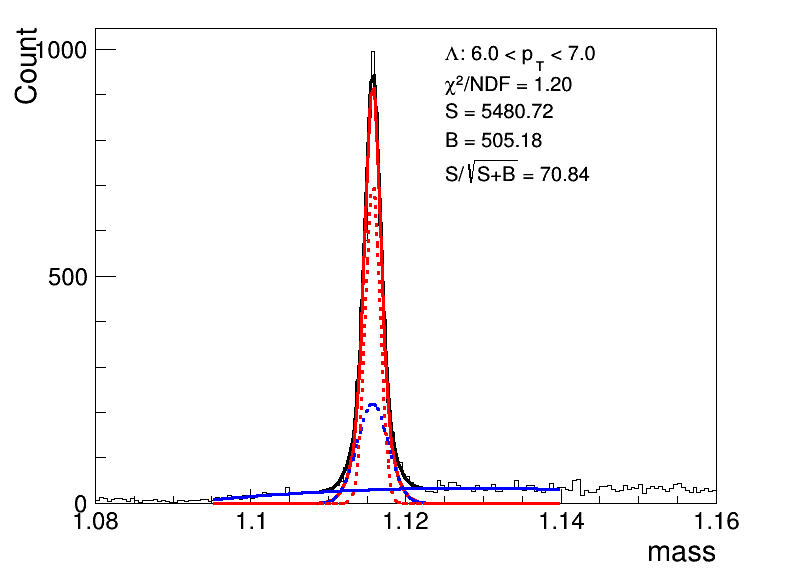 Count
1000
500
0
Λ: 6.0 < p_T < 7.0
χ²/NDF = 1.20
S = 5480.72
B = 505.18
S/√S+B = 70.84
1.08
1.1
1.12
1.14
1.16
mass